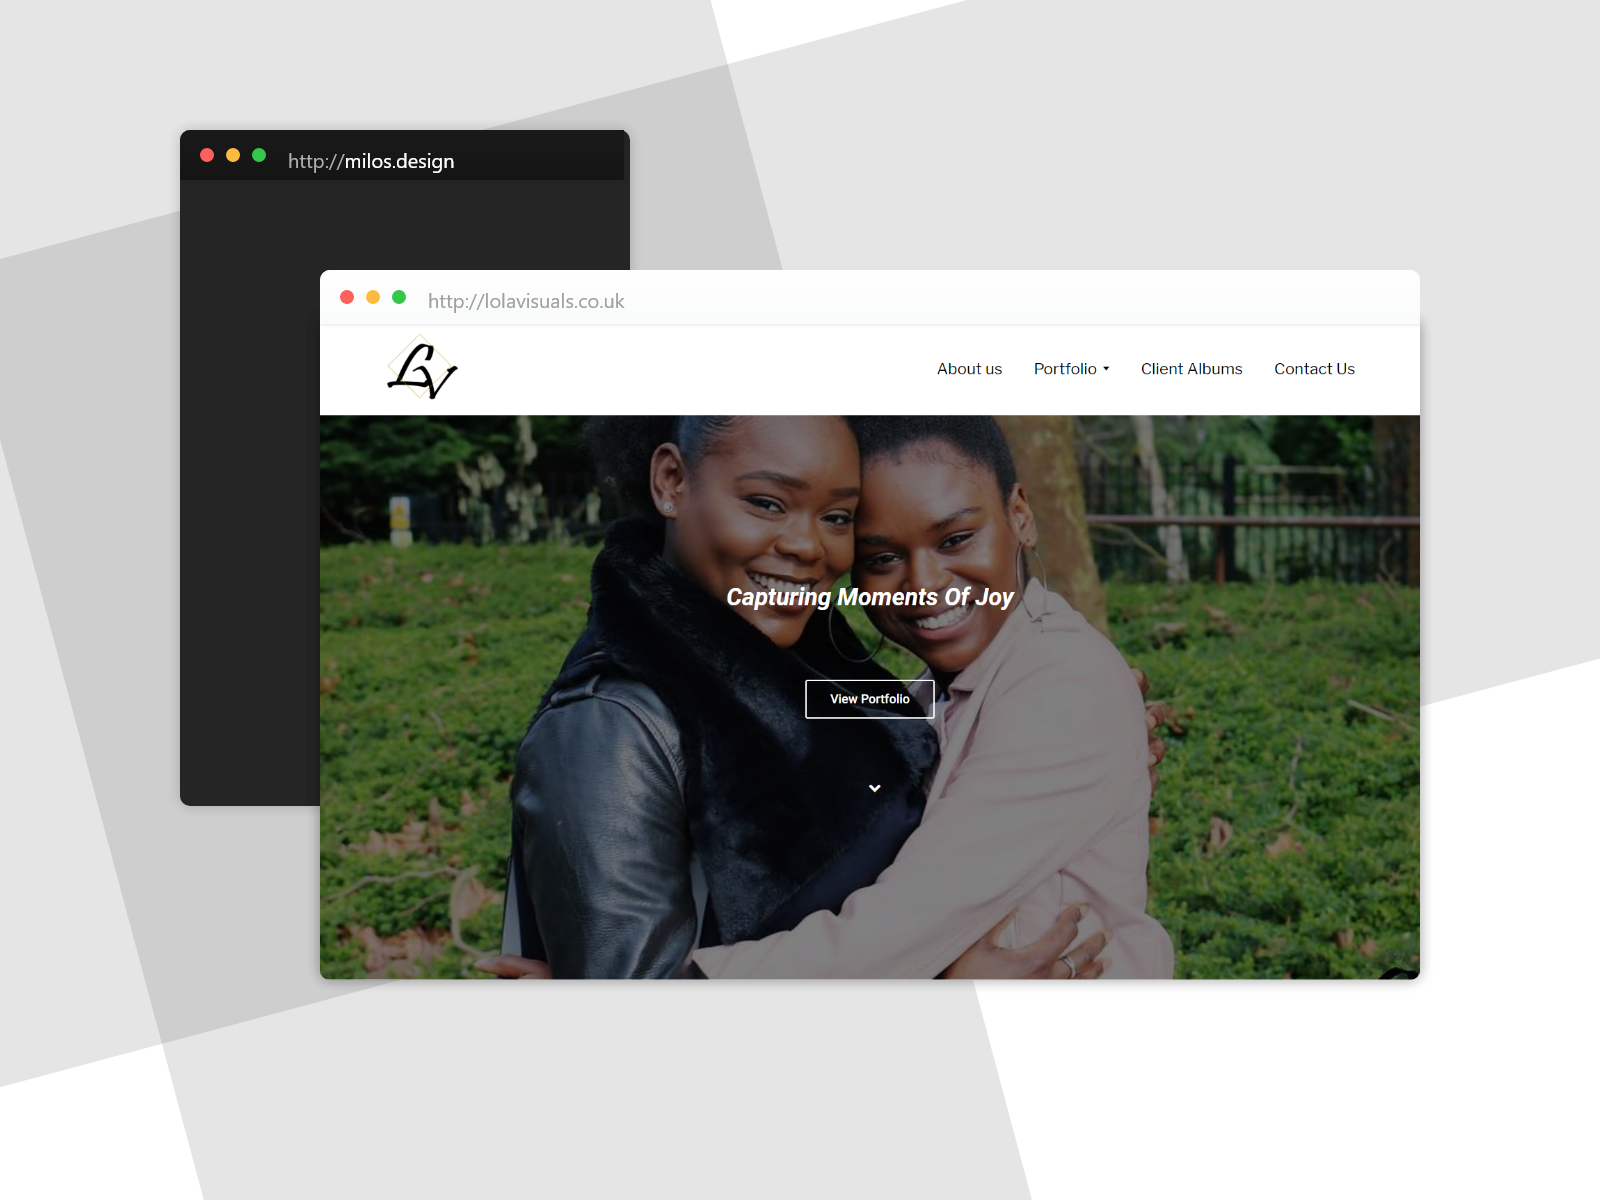 http://milos.design
http://lolavisuals.co.uk
LV
About us
Portfolio
Client Albums
Contact Us
Capturing Moments Of Joy
View Portfolio